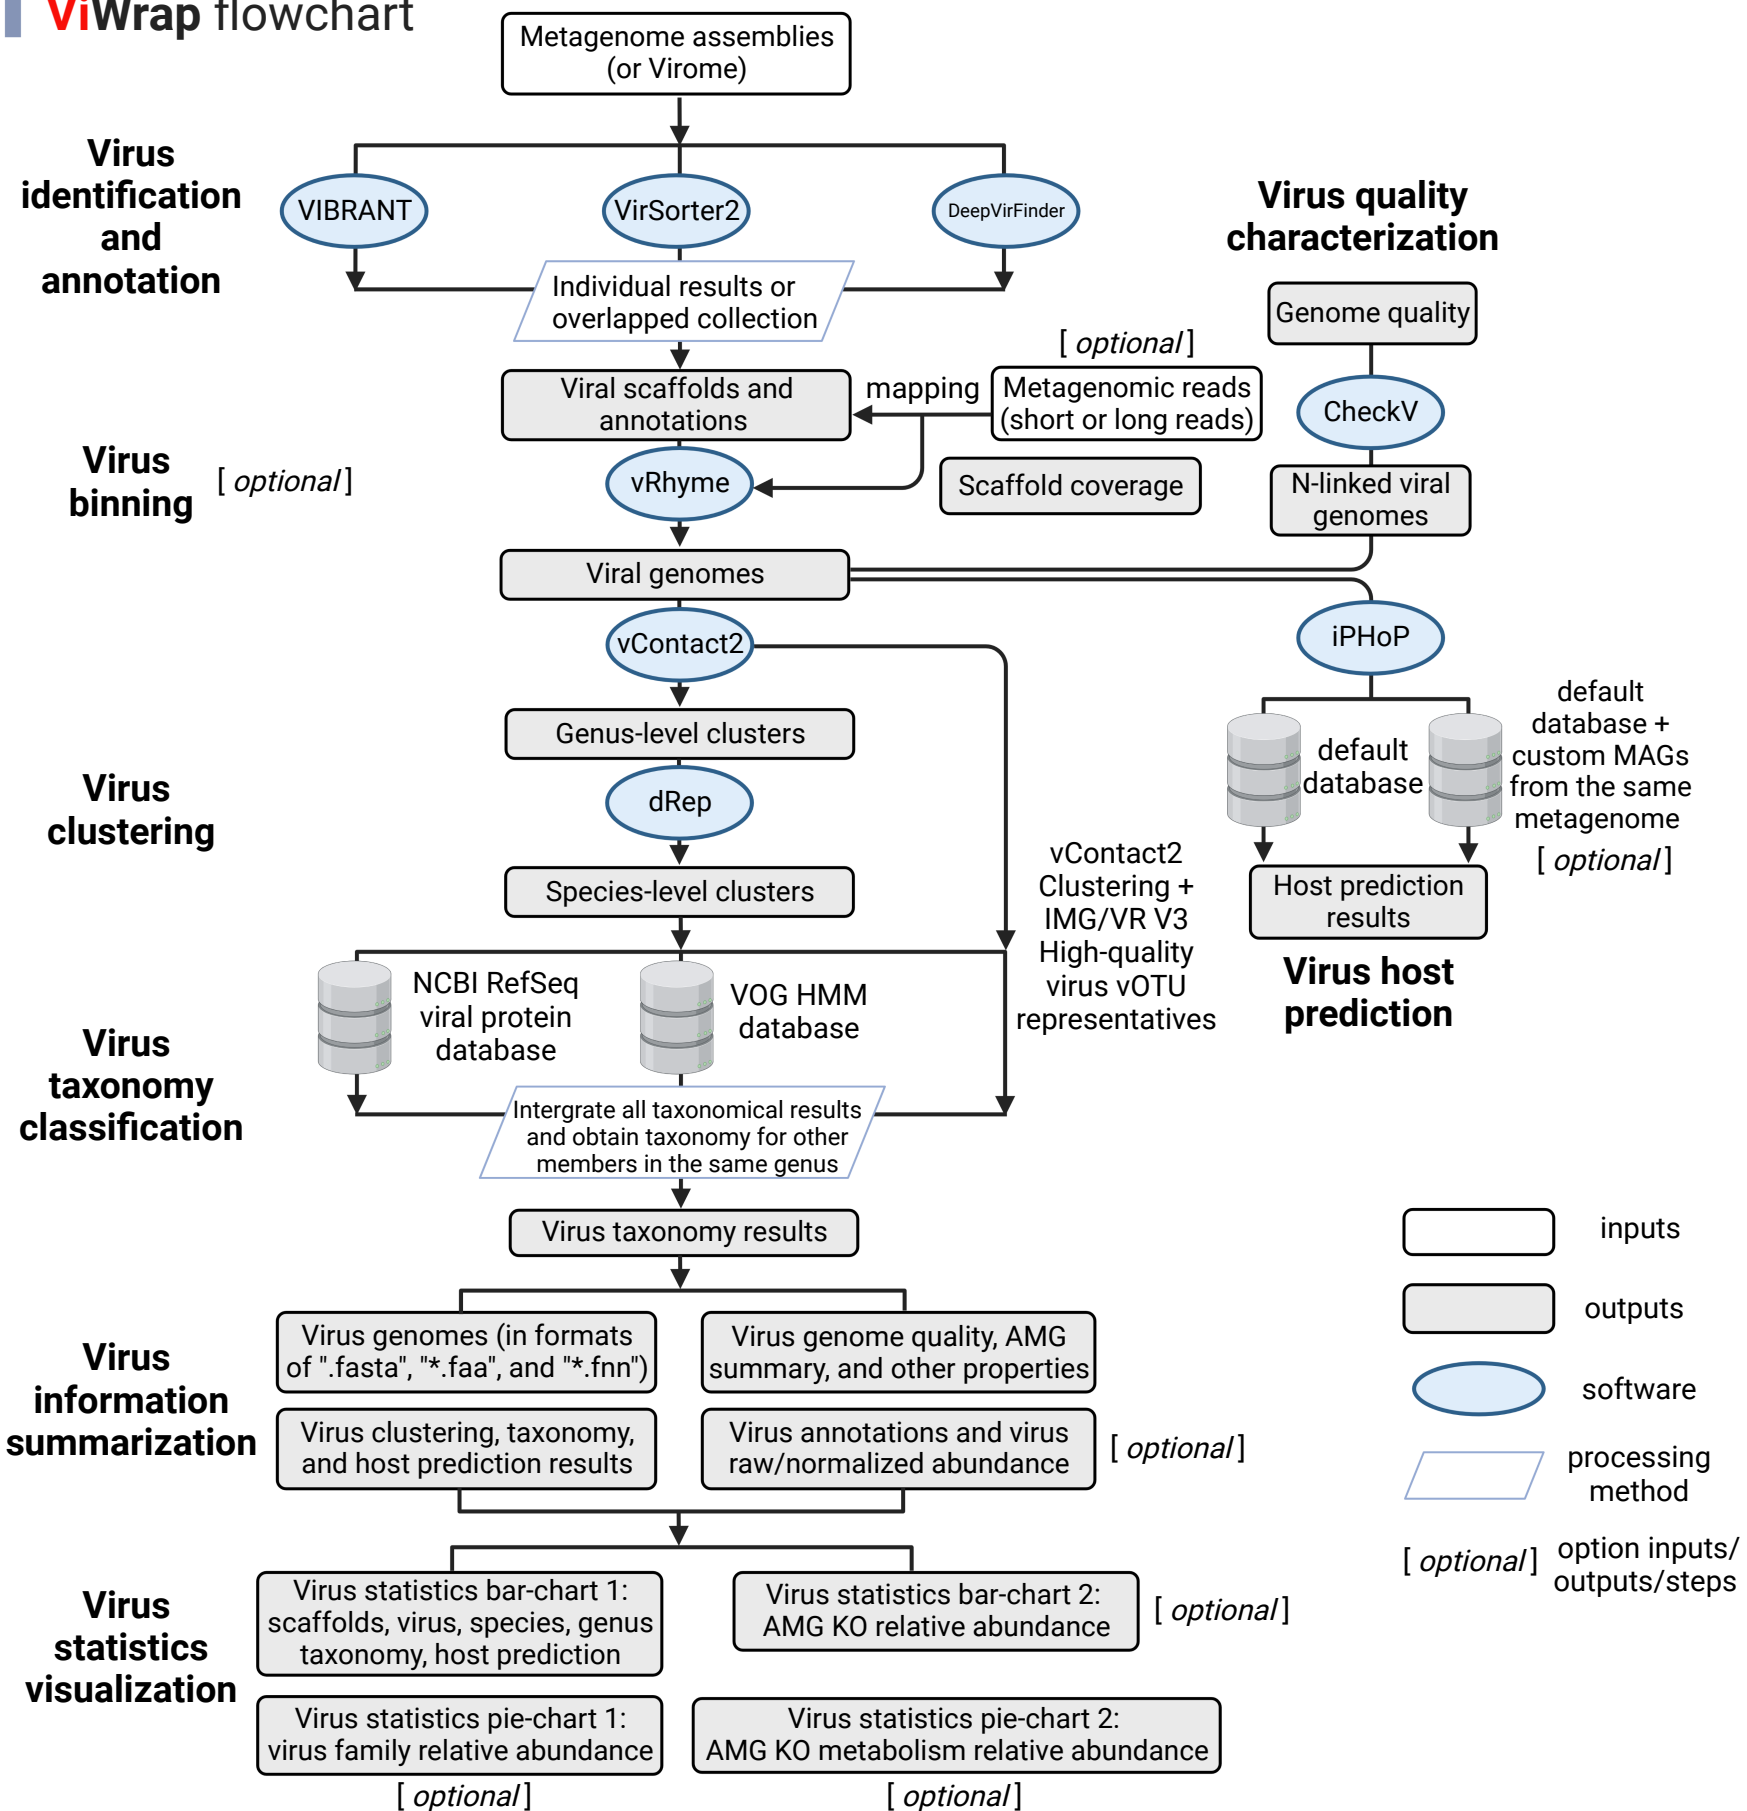 ViWrap flowchart
Metagenome assemblies
(or Virome)
Virus
identification
and
annotation
VIBRANT
VirSorter2
DeepVirFinder
Individual results or
overlapped collection
Virus quality
characterization
Genome quality
CheckV
N-linked viral
genomes
[ optional ]
Metagenomic reads
(short or long reads)
mapping
Viral scaffolds and
annotations
Virus
binning
[ optional ]
vRhyme
Scaffold coverage
Viral genomes
vContact2
iPHoP
Genus-level clusters
default
database
default
database +
custom MAGs
from the same
metagenome
[ optional ]
Virus
clustering
dRep
Species-level clusters
Host prediction
results
Virus host
prediction
vContact2
Clustering +
IMG/VR V3
High-quality
virus vOTU
representatives
Virus
taxonomy
classification
NCBI RefSeq
viral protein
database
VOG HMM
database
Intergrate all taxonomical results
and obtain taxonomy for other
members in the same genus
Virus taxonomy results
Virus
information
summarization
Virus genomes (in formats
of ".fasta", "*.faa", and "*.fnn")
Virus genome quality, AMG
summary, and other properties
Virus clustering, taxonomy,
and host prediction results
Virus annotations and virus
raw/normalized abundance
[ optional ]
Virus
statistics
visualization
Virus statistics bar-chart 1:
scaffolds, virus, species, genus
taxonomy, host prediction
Virus statistics bar-chart 2:
AMG KO relative abundance
[ optional ]
Virus statistics pie-chart 1:
virus family relative abundance
[ optional ]
Virus statistics pie-chart 2:
AMG KO metabolism relative abundance
[ optional ]
inputs
outputs
software
processing
method
[ optional ]
option inputs/
outputs/steps